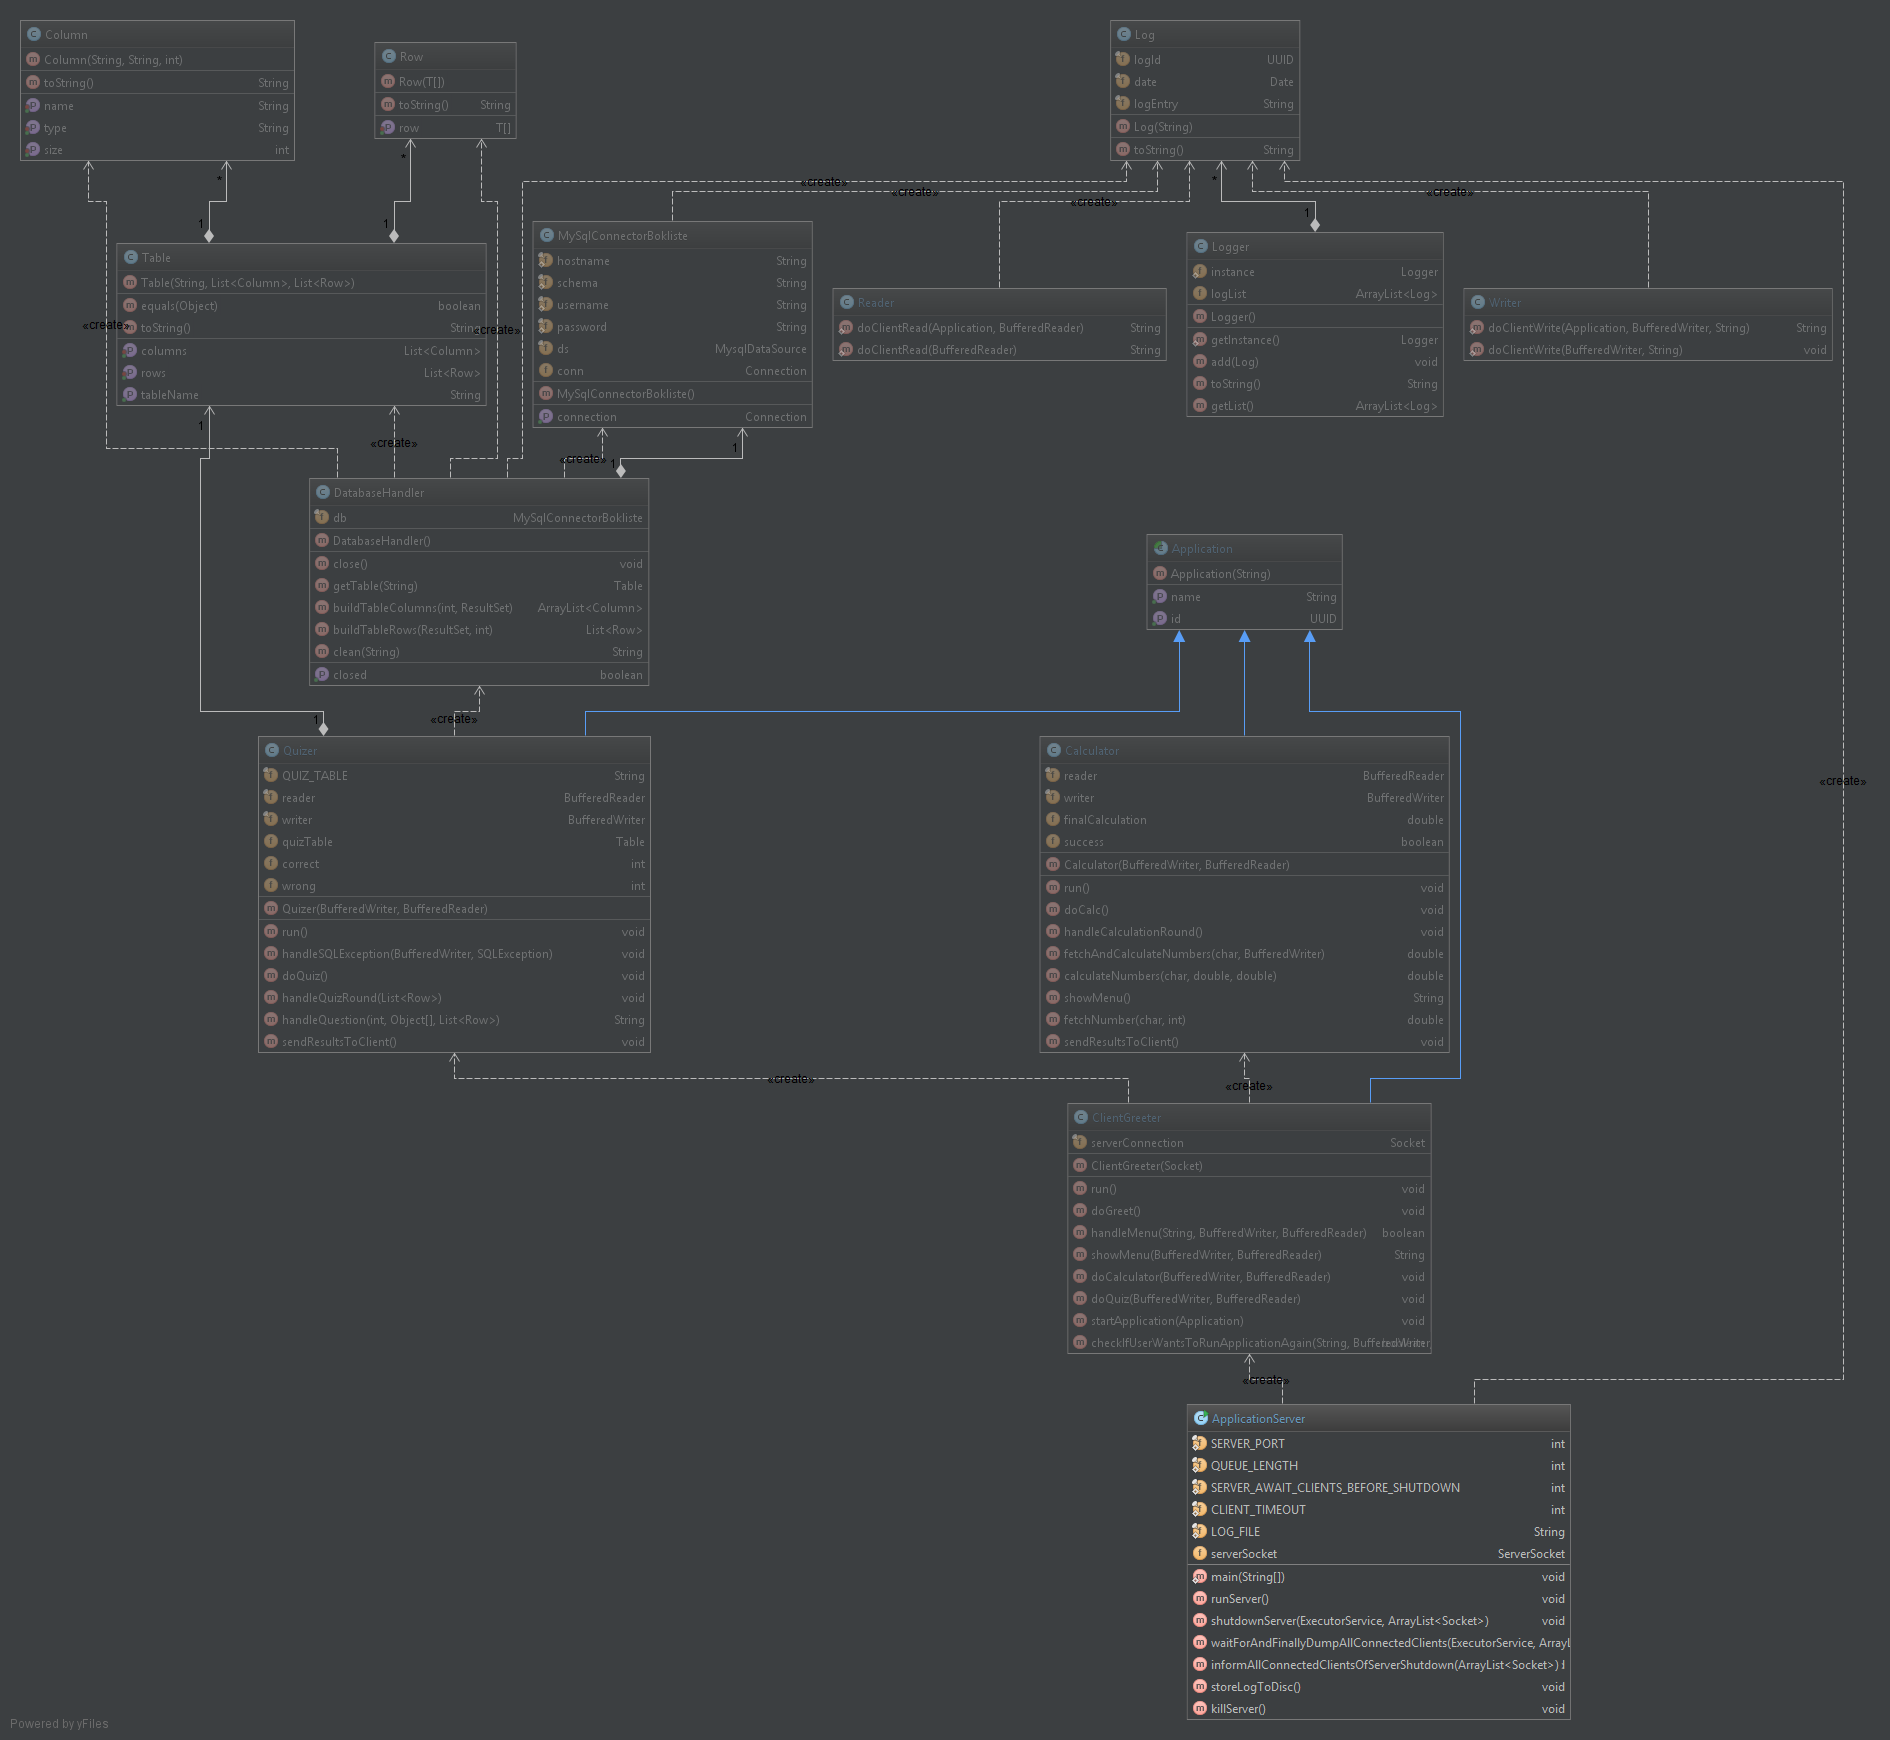 Column
Column(String, String, int)
toString() String
name String
type String
size int
Row
Row(T[])
toString() String
row T[]
Log
logId UUID
date Date
logEntry String
Log(String)
toString() String
*
*
*
1
1
1
«create»
«create»
«create»
«create»
Table
Table(String, List<Column>, List<Row>)
equals(Object) boolean
toString() String
columns List<Column>
rows List<Row>
tableName String
«create»
«create»
MySqlConnectorBokliste
hostname String
schema String
username String
password String
ds MysqlDataSource
conn Connection
MySqlConnectorBokliste()
connection Connection
Reader
doClientRead(Application, BufferedReader) String
doClientRead(BufferedReader) String
Logger
instance Logger
logList ArrayList<Log>
Logger()
getInstance() Logger
add(Log) void
toString() String
getList() ArrayList<Log>
Writer
doClientWrite(Application, BufferedWriter, String) String
doClientWrite(BufferedWriter, String) void
1
«create»
«create»
1
1
DatabaseHandler
db MySqlConnectorBokliste
DatabaseHandler()
close() void
getTable(String) Table
buildTableColumns(int, ResultSet) ArrayList<Column>
buildTableRows(ResultSet, int) List<Row>
clean(String) String
closed boolean
Application
Application(String)
name String
id UUID
1
«create»
«create»
Quizer
QUIZ_TABLE String
reader BufferedReader
writer BufferedWriter
quizTable Table
correct int
wrong int
Quizer(BufferedWriter, BufferedReader)
run() void
handleSQLException(BufferedWriter, SQLException) void
doQuiz() void
handleQuizRound(List<Row>) void
handleQuestion(int, Object[], List<Row>) String
sendResultsToClient() void
Calculator
reader BufferedReader
writer BufferedWriter
finalCalculation double
success boolean
Calculator(BufferedWriter, BufferedReader)
run() void
doCalc() void
handleCalculationRound() void
fetchAndCalculateNumbers(char, BufferedWriter) double
calculateNumbers(char, double, double) double
showMenu() String
fetchNumber(char, int) double
sendResultsToClient() void
«create»
«create»
ClientGreeter
serverConnection Socket
ClientGreeter(Socket)
run() void
doGreet() void
handleMenu(String, BufferedWriter, BufferedReader) boolean
showMenu(BufferedWriter, BufferedReader) String
doCalculator(BufferedWriter, BufferedReader) void
doQuiz(BufferedWriter, BufferedReader) void
startApplication(Application) void
checkIfUserWantsToRunApplicationAgain(String, BufferedWriter,
«create»
ApplicationServer
SERVER_PORT int
QUEUE_LENGTH int
SERVER_AWAIT_CLIENTS_BEFORE_SHUTDOWN int
CLIENT_TIMEOUT int
LOG_FILE String
serverSocket ServerSocket
main(String[]) void
runServer() void
shutdownServer(ExecutorService, ArrayList<Socket>) void
waitForAndFinallyDumpAllConnectedClients(ExecutorService, ArrayL
informAllConnectedClientsOfServerShutdown(ArrayList<Socket>)
storeLogToDisc() void
killServer() void
Powered by yFiles